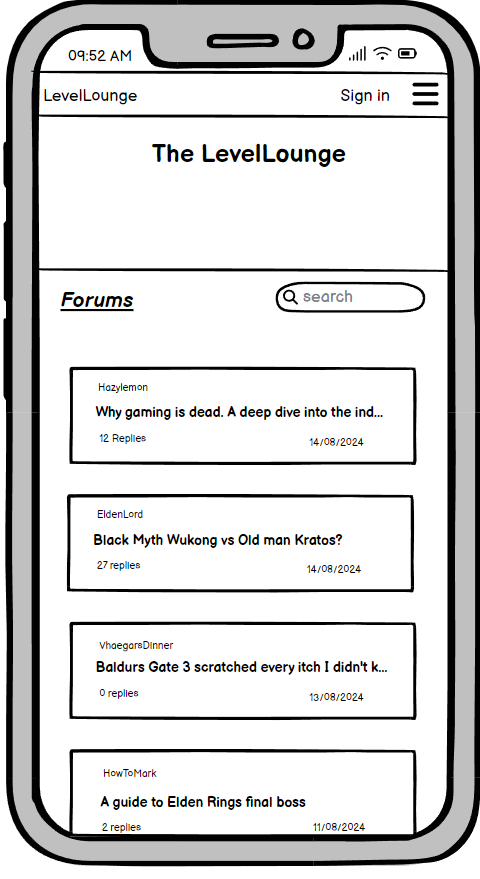 09:52 AM
LevelLounge Sign in
The LevelLounge
Forums search
Hazylemon
Why gaming is dead. A deep dive into the ind...
12 Replies 14/08/2024
EldenLord
Black Myth Wukong vs Old man Kratos?
27 replies 14/08/2024
VhaegarsDinner
Baldurs Gate 3 scratched every itch I didn't k...
0 replies 13/08/2024
HowToMark
A guide to Elden Rings final boss
2 replies 11/08/2024